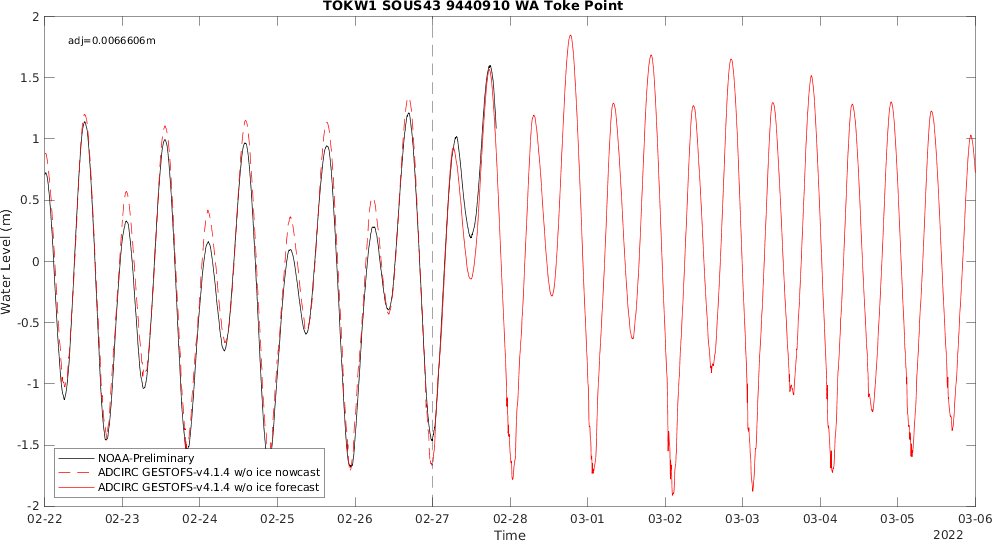 TOKW1 SOUS43 9440910 WA Toke Point
adj=0.0066606m
2
1.5
1
0.5
0
-0.5
-1
-1.5
-2
Water Level (m)
NOAA-Preliminary
ADCIRC GESTOFS-v4.1.4 w/o ice nowcast
ADCIRC GESTOFS-v4.1.4 w/o ice forecast
02-22 02-23 02-24 02-25 02-26 02-27 02-28 03-01 03-02 03-03 03-04 03-05 03-06
Time
2022